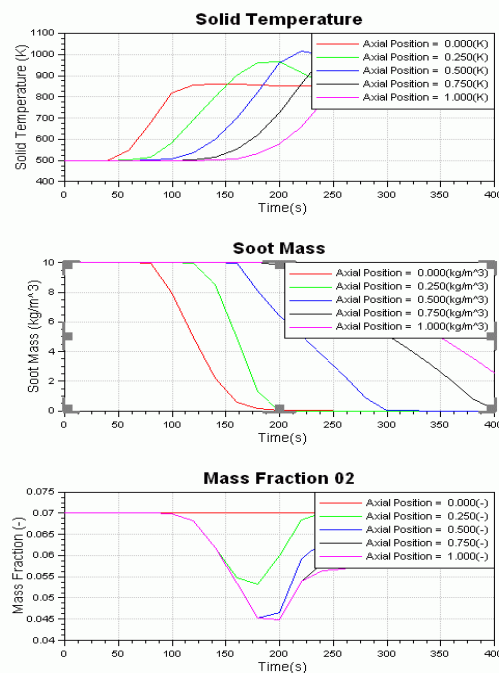 Solid Temperature
Solid Temperature (K)
1100
1000
900
800
700
600
500
400
Axial Position = 0.000(K)
Axial Position = 0.250(K)
Axial Position = 0.500(K)
Axial Position = 0.750(K)
Axial Position = 1.000(K)
0 50 100 150 200 250 300 350 400
Time(s)
Soot Mass
Soot Mass (kg/m^3)
10
8
6
4
2
0
Axial Position = 0.000(kg/m^3)
Axial Position = 0.250(kg/m^3)
Axial Position = 0.500(kg/m^3)
Axial Position = 0.750(kg/m^3)
Axial Position = 1.000(kg/m^3)
0 50 100 150 200 250 300 350 400
Time(s)
Mass Fraction 02
Mass Fraction (-)
0.075
0.07
0.065
0.06
0.055
0.05
0.045
0.04
Axial Position = 0.000(-)
Axial Position = 0.250(-)
Axial Position = 0.500(-)
Axial Position = 0.750(-)
Axial Position = 1.000(-)
0 50 100 150 200 250 300 350 400
Time(s)